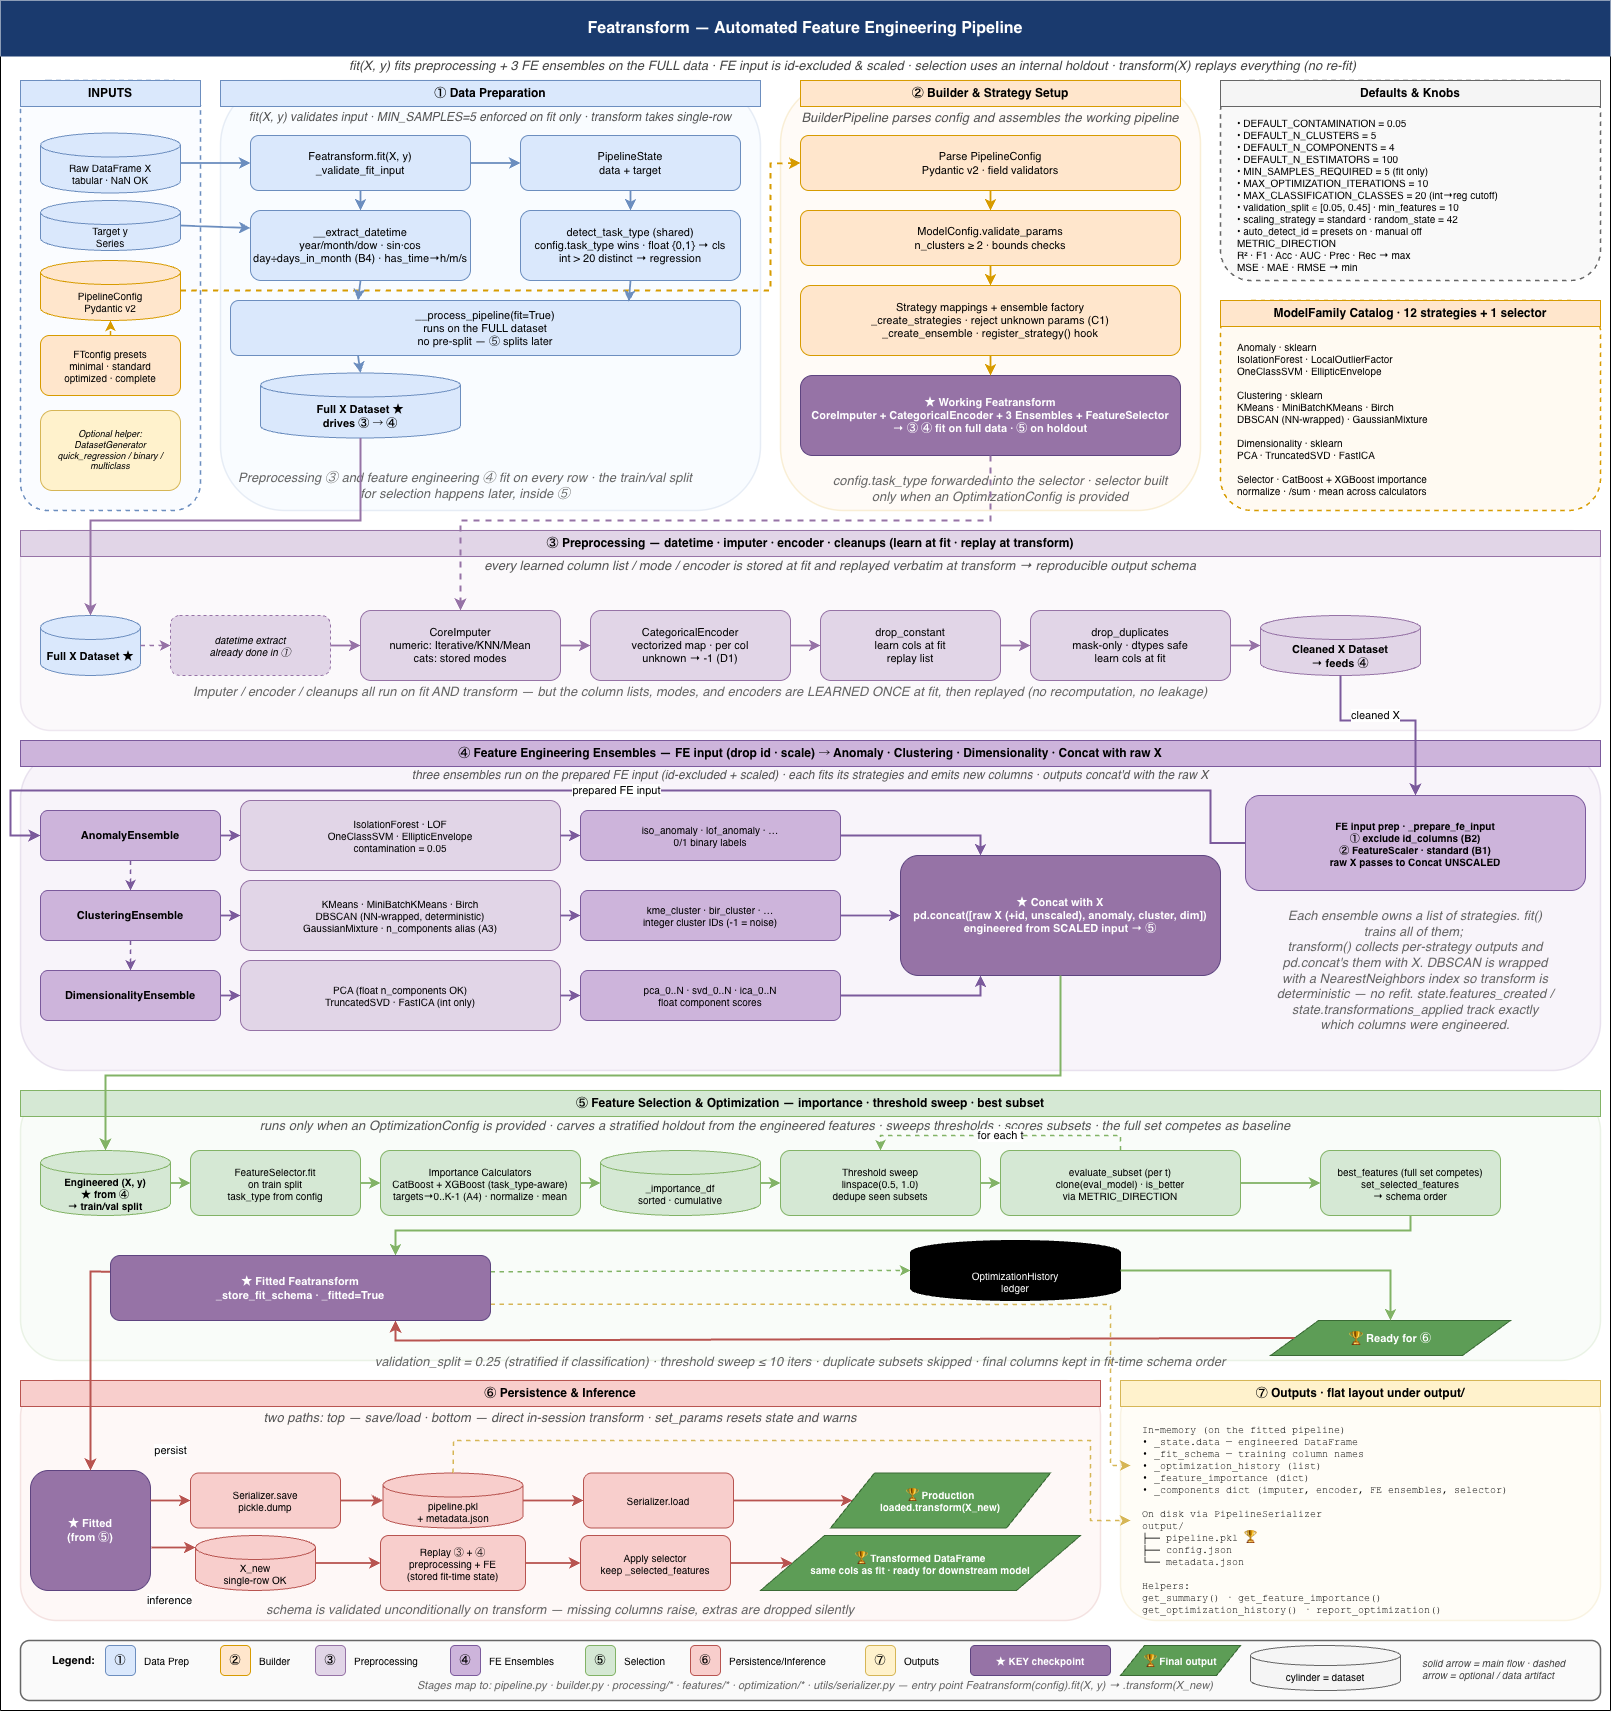 Featransform — Automated Feature Engineering Pipeline
fit(X, y) fits preprocessing + 3 FE ensembles on the FULL data · FE input is id-excluded & scaled · selection uses an internal holdout · transform(X) replays everything (no re-fit)
INPUTS
Raw DataFrame X
tabular · NaN OK
Target y
Series
PipelineConfig
Pydantic v2
FTconfig presets
minimal · standard
optimized · complete
Optional helper:
DatasetGenerator
quick_regression / binary /
multiclass
① Data Preparation
fit(X, y) validates input · MIN_SAMPLES=5 enforced on fit only · transform takes single-row
Featransform.fit(X, y)
_validate_fit_input
PipelineState
data + target
__extract_datetime
year/month/dow · sin·cos
day÷days_in_month (B4) · has_time→h/m/s
detect_task_type (shared)
config.task_type wins · float {0,1} → cls
int > 20 distinct → regression
__process_pipeline(fit=True)
runs on the FULL dataset
no pre-split — ⑤ splits later
Full X Dataset ★
drives ③ → ④
Preprocessing ③ and feature engineering ④ fit on every row · the train/val split
for selection happens later, inside ⑤
② Builder & Strategy Setup
BuilderPipeline parses config and assembles the working pipeline
Parse PipelineConfig
Pydantic v2 · field validators
ModelConfig.validate_params
n_clusters ≥ 2 · bounds checks
Strategy mappings + ensemble factory
_create_strategies · reject unknown params (C1)
_create_ensemble · register_strategy() hook
★ Working Featransform
CoreImputer + CategoricalEncoder + 3 Ensembles + FeatureSelector
→ ③ ④ fit on full data · ⑤ on holdout
config.task_type forwarded into the selector · selector built
only when an OptimizationConfig is provided
Defaults & Knobs
• DEFAULT_CONTAMINATION = 0.05
• DEFAULT_N_CLUSTERS = 5
• DEFAULT_N_COMPONENTS = 4
• DEFAULT_N_ESTIMATORS = 100
• MIN_SAMPLES_REQUIRED = 5 (fit only)
• MAX_OPTIMIZATION_ITERATIONS = 10
• MAX_CLASSIFICATION_CLASSES = 20 (int→reg cutoff)
• validation_split ∈ [0.05, 0.45] · min_features = 10
• scaling_strategy = standard · random_state = 42
• auto_detect_id = presets on · manual off
METRIC_DIRECTION
R² · F1 · Acc · AUC · Prec · Rec → max
MSE · MAE · RMSE → min
ModelFamily Catalog · 12 strategies + 1 selector
Anomaly · sklearn
IsolationForest · LocalOutlierFactor
OneClassSVM · EllipticEnvelope
Clustering · sklearn
KMeans · MiniBatchKMeans · Birch
DBSCAN (NN-wrapped) · GaussianMixture
Dimensionality · sklearn
PCA · TruncatedSVD · FastICA
Selector · CatBoost + XGBoost importance
normalize · /sum · mean across calculators
③ Preprocessing — datetime · imputer · encoder · cleanups (learn at fit · replay at transform)
every learned column list / mode / encoder is stored at fit and replayed verbatim at transform → reproducible output schema
Full X Dataset ★
datetime extract
already done in ①
CoreImputer
numeric: Iterative/KNN/Mean
cats: stored modes
CategoricalEncoder
vectorized map · per col
unknown → -1 (D1)
drop_constant
learn cols at fit
replay list
drop_duplicates
mask-only · dtypes safe
learn cols at fit
Cleaned X Dataset
→ feeds ④
Imputer / encoder / cleanups all run on fit AND transform — but the column lists, modes, and encoders are LEARNED ONCE at fit, then replayed (no recomputation, no leakage)
cleaned X
④ Feature Engineering Ensembles — FE input (drop id · scale) → Anomaly · Clustering · Dimensionality · Concat with raw X
three ensembles run on the prepared FE input (id-excluded + scaled) · each fits its strategies and emits new columns · outputs concat'd with the raw X
prepared FE input
AnomalyEnsemble
IsolationForest · LOF
OneClassSVM · EllipticEnvelope
contamination = 0.05
iso_anomaly · lof_anomaly · …
0/1 binary labels
ClusteringEnsemble
KMeans · MiniBatchKMeans · Birch
DBSCAN (NN-wrapped, deterministic)
GaussianMixture · n_components alias (A3)
kme_cluster · bir_cluster · …
integer cluster IDs (-1 = noise)
DimensionalityEnsemble
PCA (float n_components OK)
TruncatedSVD · FastICA (int only)
pca_0..N · svd_0..N · ica_0..N
float component scores
★ Concat with X
pd.concat([raw X (+id, unscaled), anomaly, cluster, dim])
engineered from SCALED input → ⑤
FE input prep · _prepare_fe_input
① exclude id_columns (B2)
② FeatureScaler · standard (B1)
raw X passes to Concat UNSCALED
Each ensemble owns a list of strategies. fit()
trains all of them;
transform() collects per-strategy outputs and
pd.concat's them with X. DBSCAN is wrapped
with a NearestNeighbors index so transform is
deterministic — no refit. state.features_created /
state.transformations_applied track exactly
which columns were engineered.
⑤ Feature Selection & Optimization — importance · threshold sweep · best subset
runs only when an OptimizationConfig is provided · carves a stratified holdout from the engineered features · sweeps thresholds · scores subsets · the full set competes as baseline
for each t
Engineered (X, y)
★ from ④
→ train/val split
FeatureSelector.fit
on train split
task_type from config
Importance Calculators
CatBoost + XGBoost (task_type-aware)
targets→0..K-1 (A4) · normalize · mean
_importance_df
sorted · cumulative
Threshold sweep
linspace(0.5, 1.0)
dedupe seen subsets
evaluate_subset (per t)
clone(eval_model) · is_better
via METRIC_DIRECTION
best_features (full set competes)
set_selected_features
→ schema order
★ Fitted Featransform
_store_fit_schema · _fitted=True
OptimizationHistory
ledger
🏆 Ready for ⑥
validation_split = 0.25 (stratified if classification) · threshold sweep ≤ 10 iters · duplicate subsets skipped · final columns kept in fit-time schema order
⑥ Persistence & Inference
two paths: top — save/load · bottom — direct in-session transform · set_params resets state and warns
persist
★ Fitted
(from ⑤)
Serializer.save
pickle.dump
pipeline.pkl
+ metadata.json
Serializer.load
🏆 Production
loaded.transform(X_new)
X_new
single-row OK
Replay ③ + ④
preprocessing + FE
(stored fit-time state)
Apply selector
keep _selected_features
🏆 Transformed DataFrame
same cols as fit · ready for downstream model
inference
schema is validated unconditionally on transform — missing columns raise, extras are dropped silently
⑦ Outputs · flat layout under output/
In-memory (on the fitted pipeline)
• _state.data — engineered DataFrame
• _fit_schema — training column names
• _optimization_history (list)
• _feature_importance (dict)
• _components dict (imputer, encoder, FE ensembles, selector)
On disk via PipelineSerializer
output/
├── pipeline.pkl 🏆
├── config.json
└── metadata.json
Helpers:
get_summary() · get_feature_importance()
get_optimization_history() · report_optimization()
Legend:
① Data Prep
② Builder
③ Preprocessing
④ FE Ensembles
⑤ Selection
⑥ Persistence/Inference
⑦ Outputs
★ KEY checkpoint
🏆 Final output
cylinder = dataset
solid arrow = main flow · dashed
arrow = optional / data artifact
Stages map to: pipeline.py · builder.py · processing/* · features/* · optimization/* · utils/serializer.py — entry point Featransform(config).fit(X, y) → .transform(X_new)